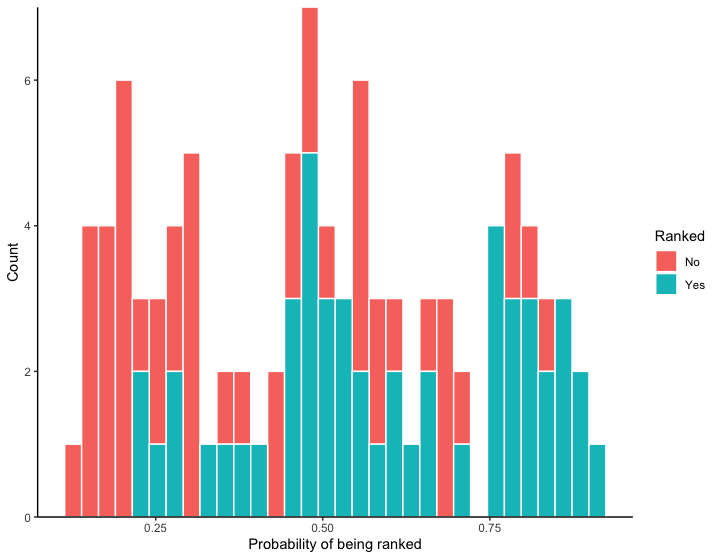 6
4
2
0
Count
0.25
0.50
0.75
Probability of being ranked
Ranked
No
Yes